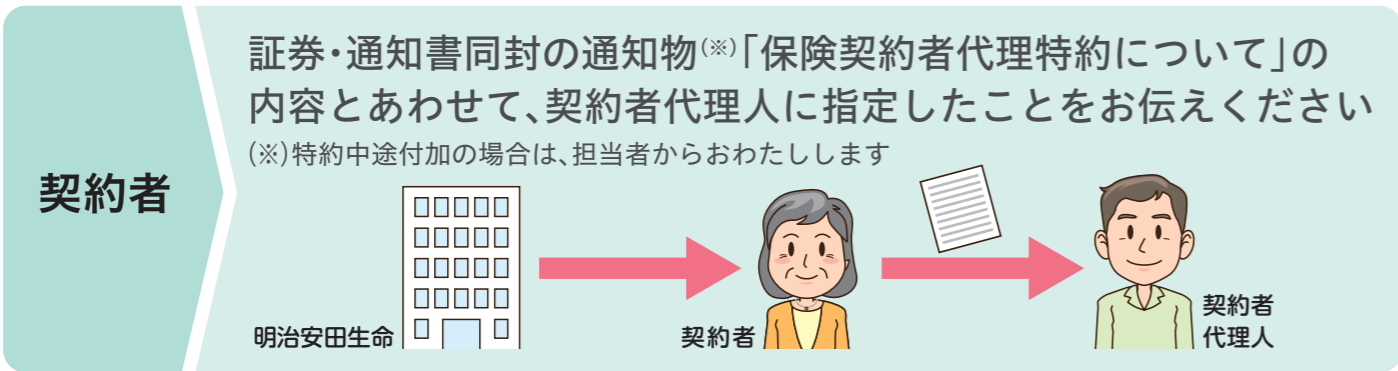 契約者
証券・通知書同封の通知物(※)「保険契約者代理特約について」の
内容とあわせて、契約者代理人に指定したことをお伝えください
(※)特約中途付加の場合は、担当者からおわたしします
明治安田生命
契約者
契約者
代理人